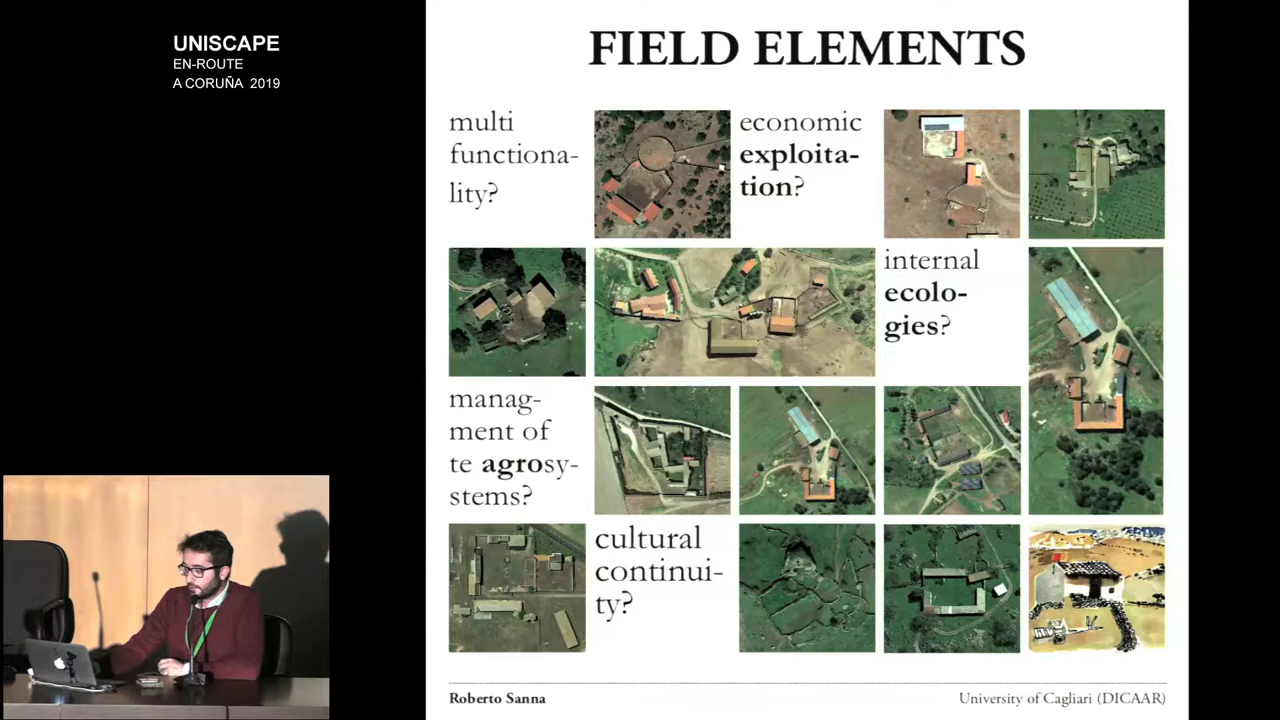 UNISCAPE
EN-ROUTE
A CORUÑA 2019
FIELD ELEMENTS
multi
functiona-
lity?
economic
exploita-
tion?
internal
ecolo-
gies?
manag-
ment of
te agrosy-
stems?
cultural
continui-
ty?
Roberto Sanna
University of Cagliari (DICAAR)